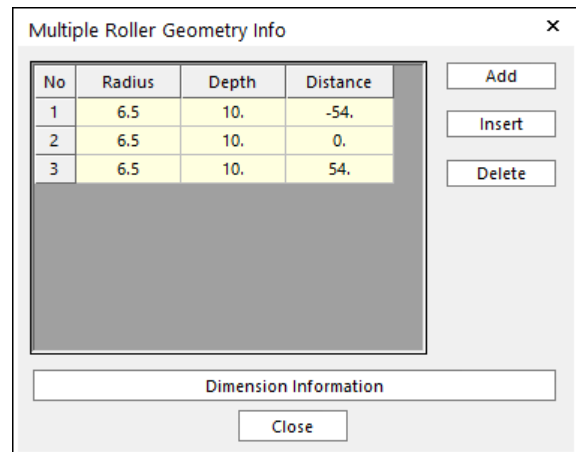 Multiple Roller Geometry Info ×
No Radius Depth Distance
1 6.5 10. -54.
2 6.5 10. 0.
3 6.5 10. 54.
Add
Insert
Delete
Dimension Information
Close